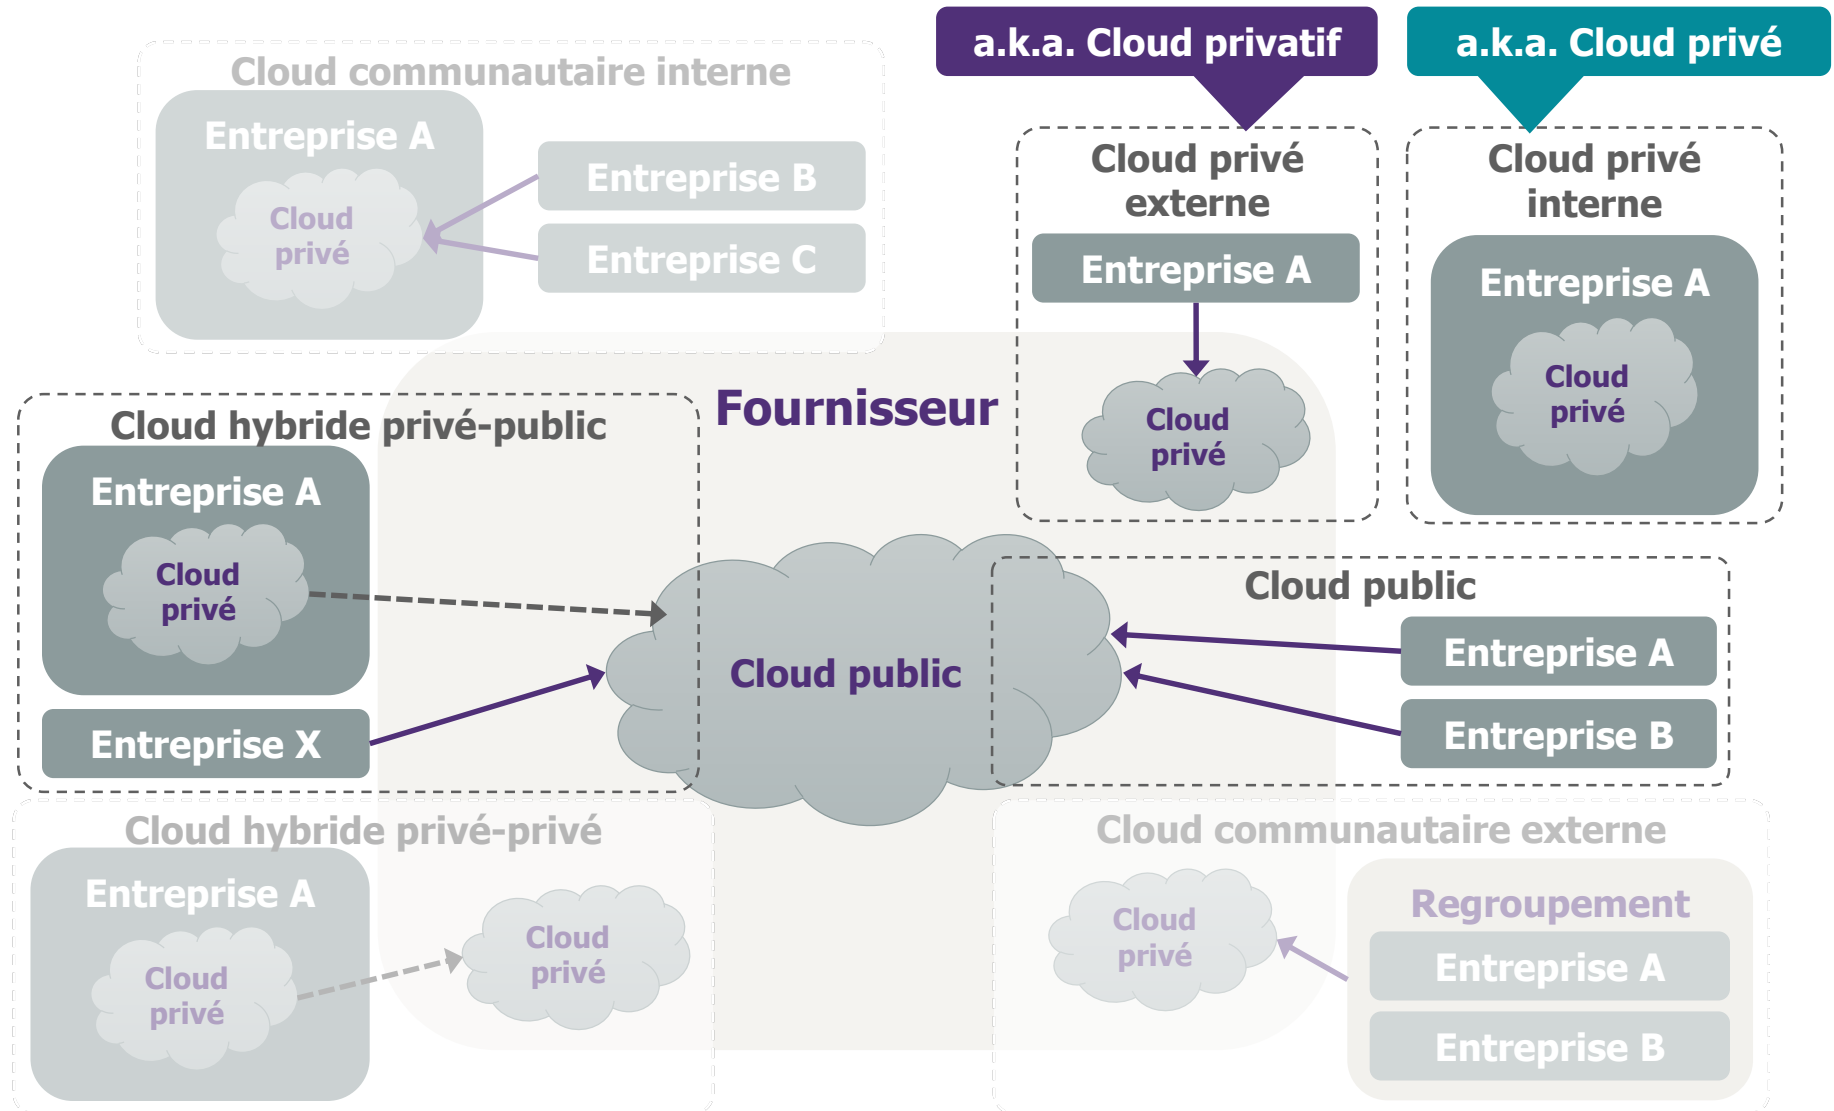 a.k.a. Cloud privatif
a.k.a. Cloud privé
Cloud communautaire interne
Entreprise A
Cloud
privé
Entreprise B
Entreprise C
Cloud privé
externe
Entreprise A
Cloud
privé
Cloud privé
interne
Entreprise A
Cloud
privé
Fournisseur
Cloud hybride privé-public
Entreprise A
Cloud
privé
Entreprise X
Cloud public
Cloud public
Entreprise A
Entreprise B
Cloud hybride privé-privé
Entreprise A
Cloud
privé
Cloud
privé
Cloud communautaire externe
Cloud
privé
Regroupement
Entreprise A
Entreprise B